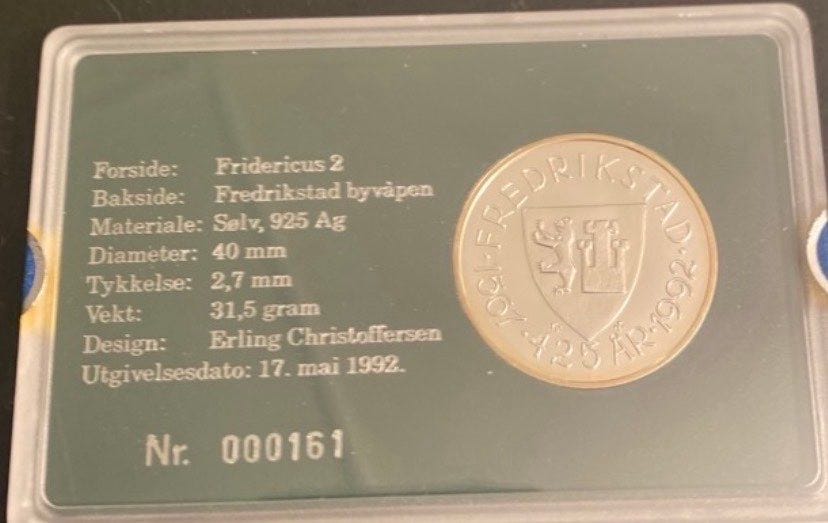 Forside: Fridericus 2
Bakside: Fredrikstad byvåpen
Materiale: Sølv, 925 Ag
Diameter: 40 mm
Tykkelse: 2,7 mm
Vekt: 31,5 gram
Design: Erling Christoffersen
Utgivelsesdato: 17. mai 1992.
Nr. 000161
1567·FREDRIKSTAD·
·425 ÅR·1992·